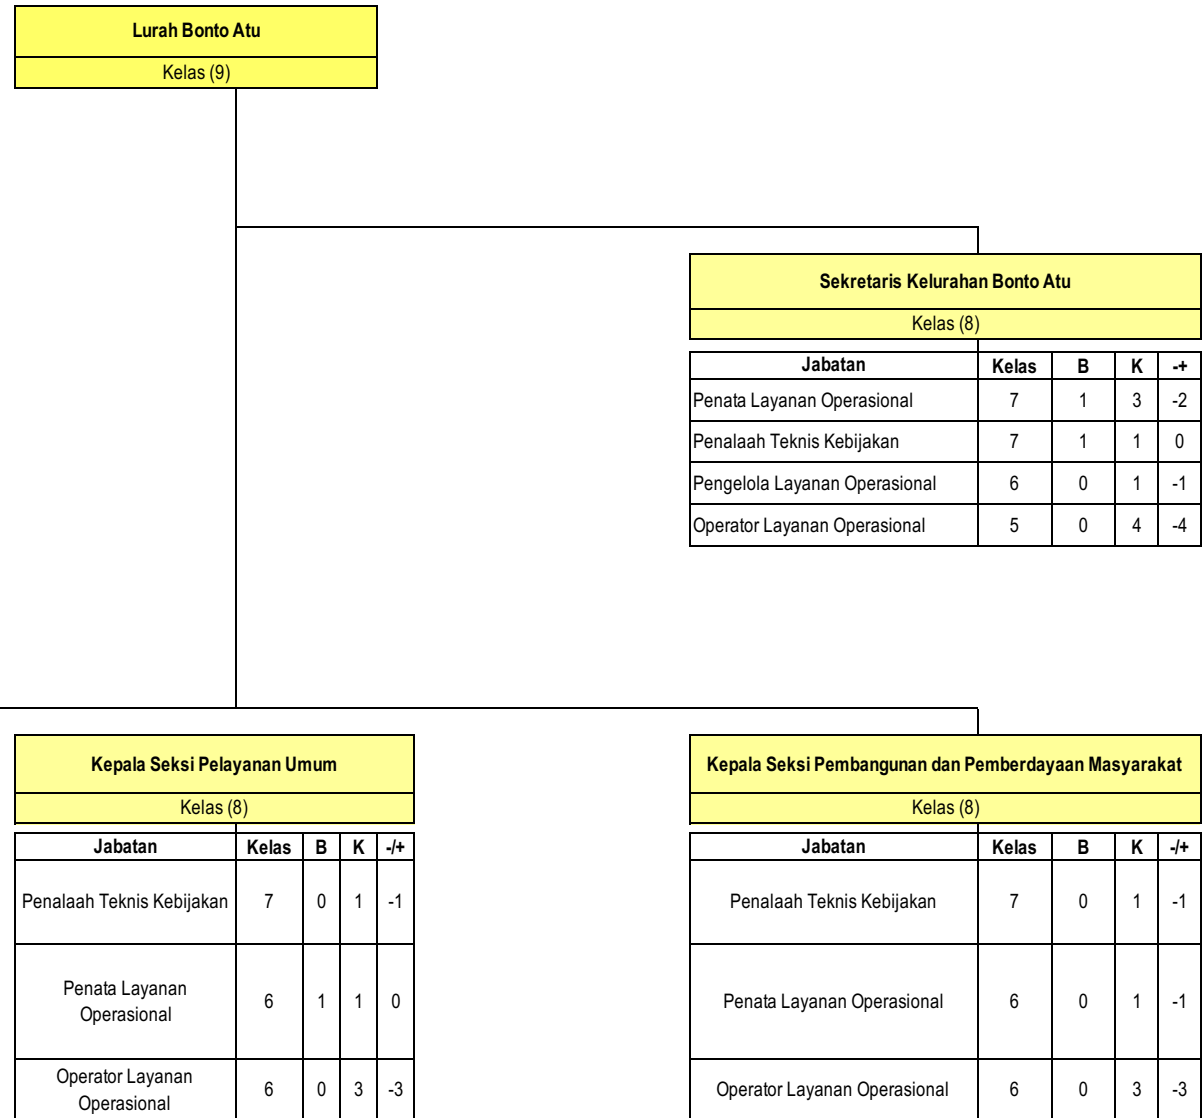 Lurah Bonto Atu
Kelas (9)
Sekretaris Kelurahan Bonto Atu
Kelas (8)
Jabatan Kelas B K -+
Penata Layanan Operasional 7 1 3 -2
Penalaah Teknis Kebijakan 7 1 1 0
Pengelola Layanan Operasional 6 0 1 -1
Operator Layanan Operasional 5 0 4 -4
Kepala Seksi Pelayanan Umum
Kelas (8)
Jabatan Kelas B K -/+
Penalaah Teknis Kebijakan 7 0 1 -1
Penata Layanan
Operasional 6 1 1 0
Operator Layanan
Operasional 6 0 3 -3
Kepala Seksi Pembangunan dan Pemberdayaan Masyarakat
Kelas (8)
Jabatan Kelas B K -/+
Penalaah Teknis Kebijakan 7 0 1 -1
Penata Layanan Operasional 6 0 1 -1
Operator Layanan Operasional 6 0 3 -3